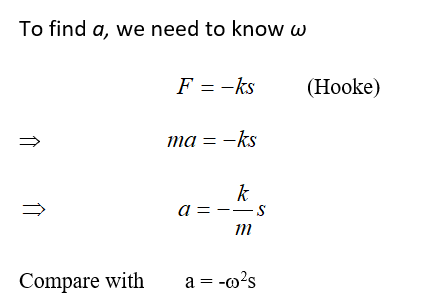 To find a, we need to know ω
F = −ks (Hooke)
⇒ ma = −ks
⇒ a = −k/m s
Compare with a = -ω²s